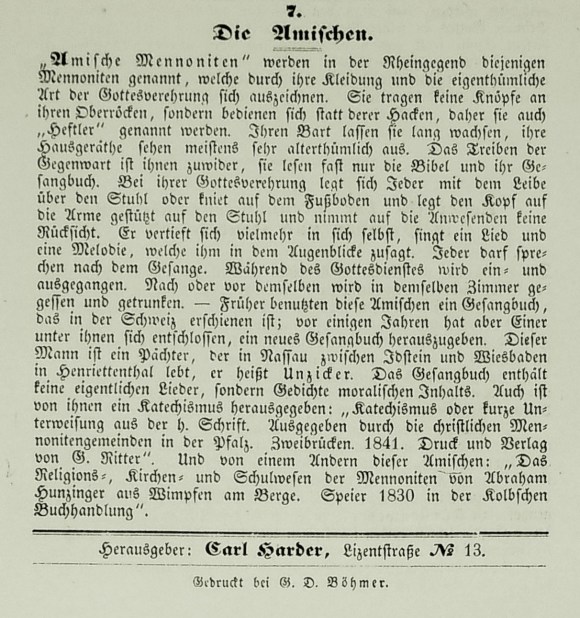 7.
Die Amischen.
„Amische Mennoniten“ werden in der Rheingegend diejenigen
Mennoniten genannt, welche durch ihre Kleidung und die eigenthümliche
Art der Gottesverehrung sich auszeichnen. Sie tragen keine Knöpfe an
ihren Oberröcken, sondern bedienen sich statt derer Hacken, daher sie auch
„Heftler“ genannt werden. Ihren Bart lassen sie lang wachsen, ihre
Hausgeräthe sehen meistens sehr alterthümlich aus. Das Treiben der
Gegenwart ist ihnen zuwider, sie lesen fast nur die Bibel und ihr Ge-
sangbuch. Bei ihrer Gottesverehrung legt sich Jeder mit dem Leibe
über den Stuhl oder kniet auf dem Fußboden und legt den Kopf auf
die Arme gestützt auf den Stuhl und nimmt auf die Anwesenden keine
Rücksicht. Er vertieft sich vielmehr in sich selbst, singt ein Lied und
eine Melodie, welche ihm in dem Augenblicke zusagt. Jeder darf spre-
chen nach dem Gesange. Während des Gottesdienstes wird ein- und
ausgegangen. Nach oder vor demselben wird in demselben Zimmer ge-
gessen und getrunken. — Früher benutzten diese Amischen ein Gesangbuch,
das in der Schweiz erschienen ist; vor einigen Jahren hat aber Einer
unter ihnen sich entschlossen, ein neues Gesangbuch herauszugeben. Dieser
Mann ist ein Pächter, der in Nassau zwischen Idstein und Wiesbaden
in Henriettenthal lebt, er heißt Unzicker. Das Gesangbuch enthält
keine eigentlichen Lieder, sondern Gedichte moralischen Inhalts. Auch ist
von ihnen ein Katechismus herausgegeben: „Katechismus oder kurze Un-
terweisung aus der h. Schrift. Ausgegeben durch die christlichen Men-
nonitengemeinden in der Pfalz. Zweibrücken. 1841. Druck und Verlag
von G. Ritter“. Und von einem Andern dieser Amischen: „Das
Religions-, Kirchen- und Schulwesen der Mennoniten von Abraham
Hunzinger aus Wimpfen am Berge. Speier 1830 in der Kolbschen
Buchhandlung“.
Herausgeber: Carl Harder, Lizentstraße № 13.
Gedruckt bei G. D. Böhmer.